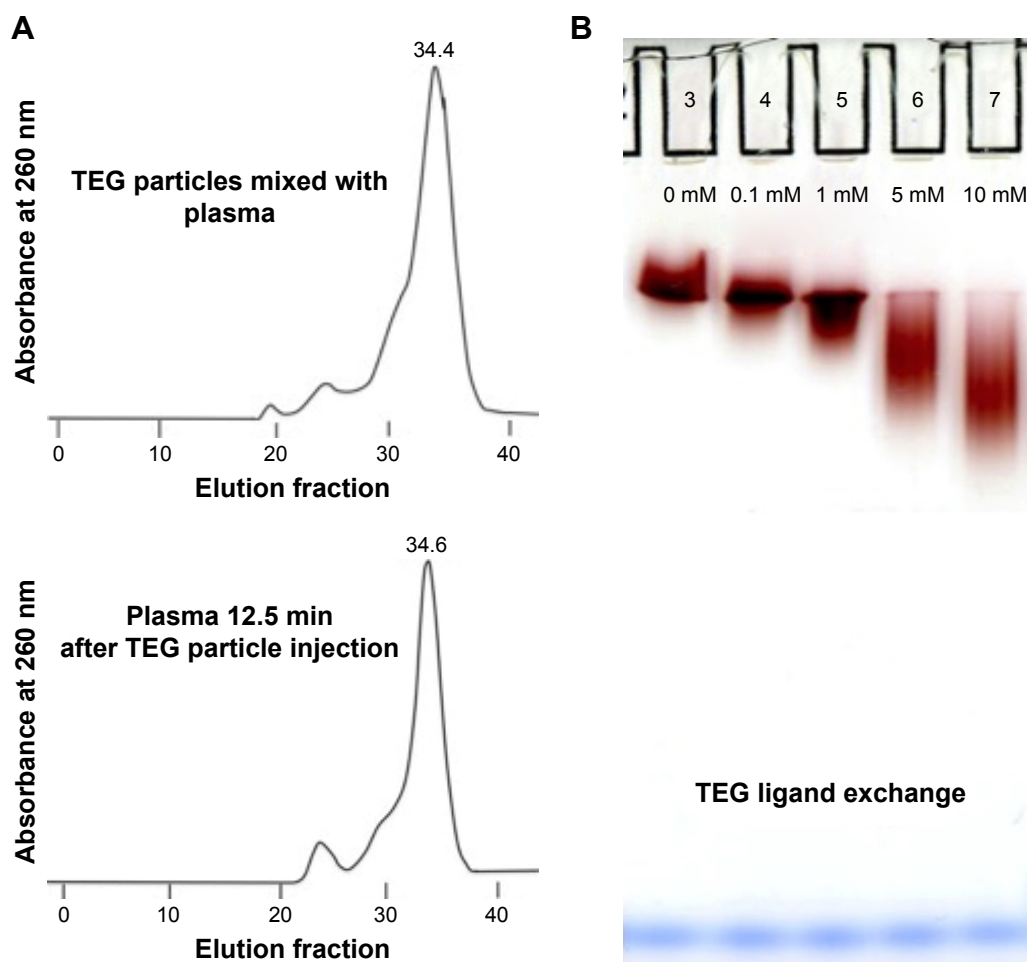 A
34.4
TEG particles mixed with
plasma
Absorbance at 260 nm
0 10 20 30 40
Elution fraction
34.6
Plasma 12.5 min
after TEG particle injection
Absorbance at 260 nm
0 10 20 30 40
Elution fraction
B
3 4 5 6 7
0 mM 0.1 mM 1 mM 5 mM 10 mM
TEG ligand exchange